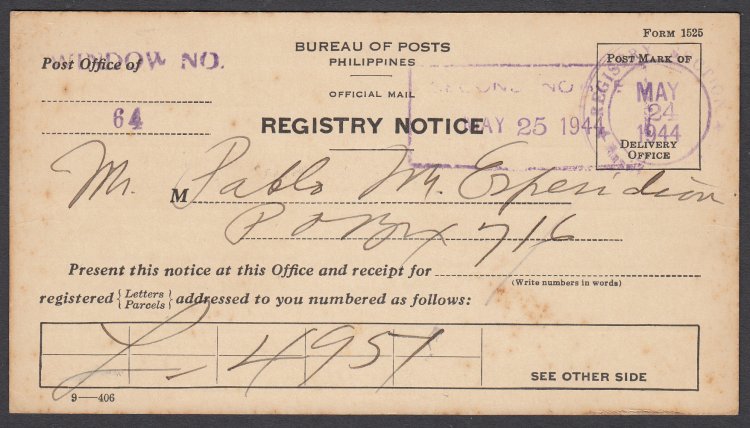 FORM 1525
WINDOW NO.
Post Office of
64
BUREAU OF POSTS
PHILIPPINES
OFFICIAL MAIL
REGISTRY NOTICE
SECOND NO
MAY 25 1944
POST MARK OF
REGISTRY
MAY
24
1944
DELIVERY
OFFICE
M
Mr. Pablo M. Esperidion
P O Box 716
Present this notice at this Office and receipt for
(Write numbers in words)
registered {Letters Parcels} addressed to you numbered as follows:
L- 4957
SEE OTHER SIDE
9—406